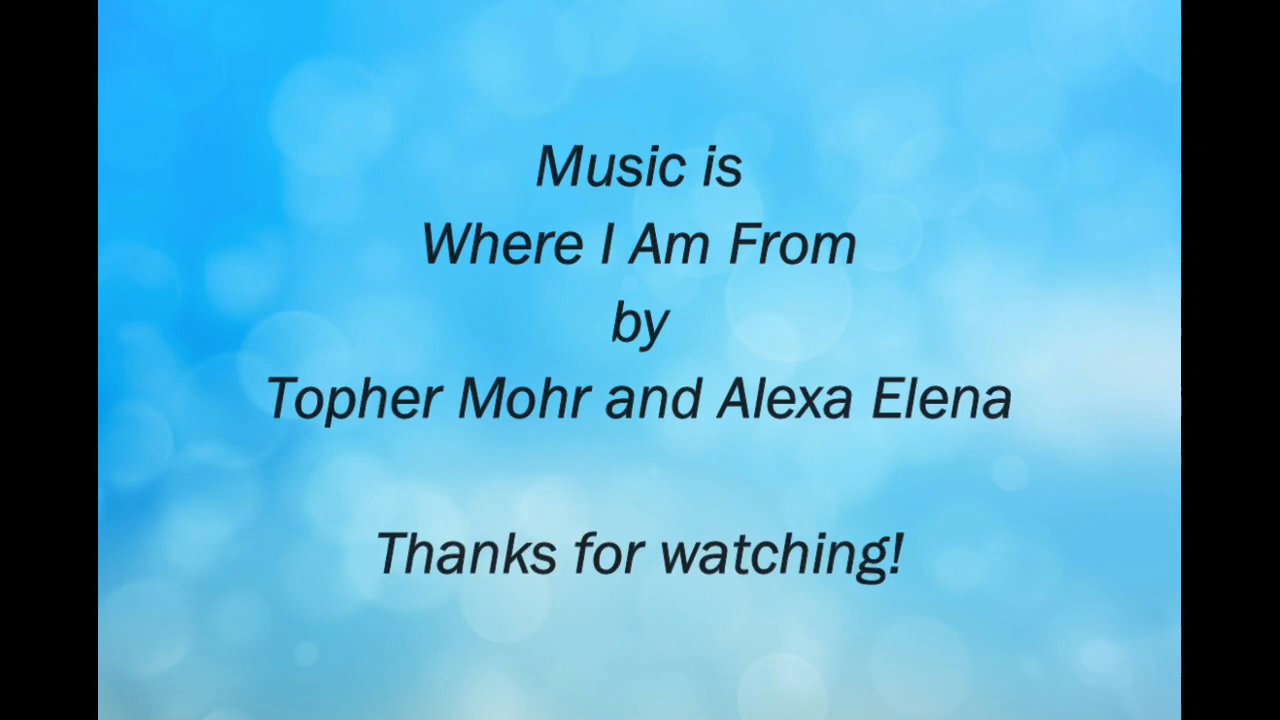 Music is
Where I Am From
by
Topher Mohr and Alexa Elena
Thanks for watching!